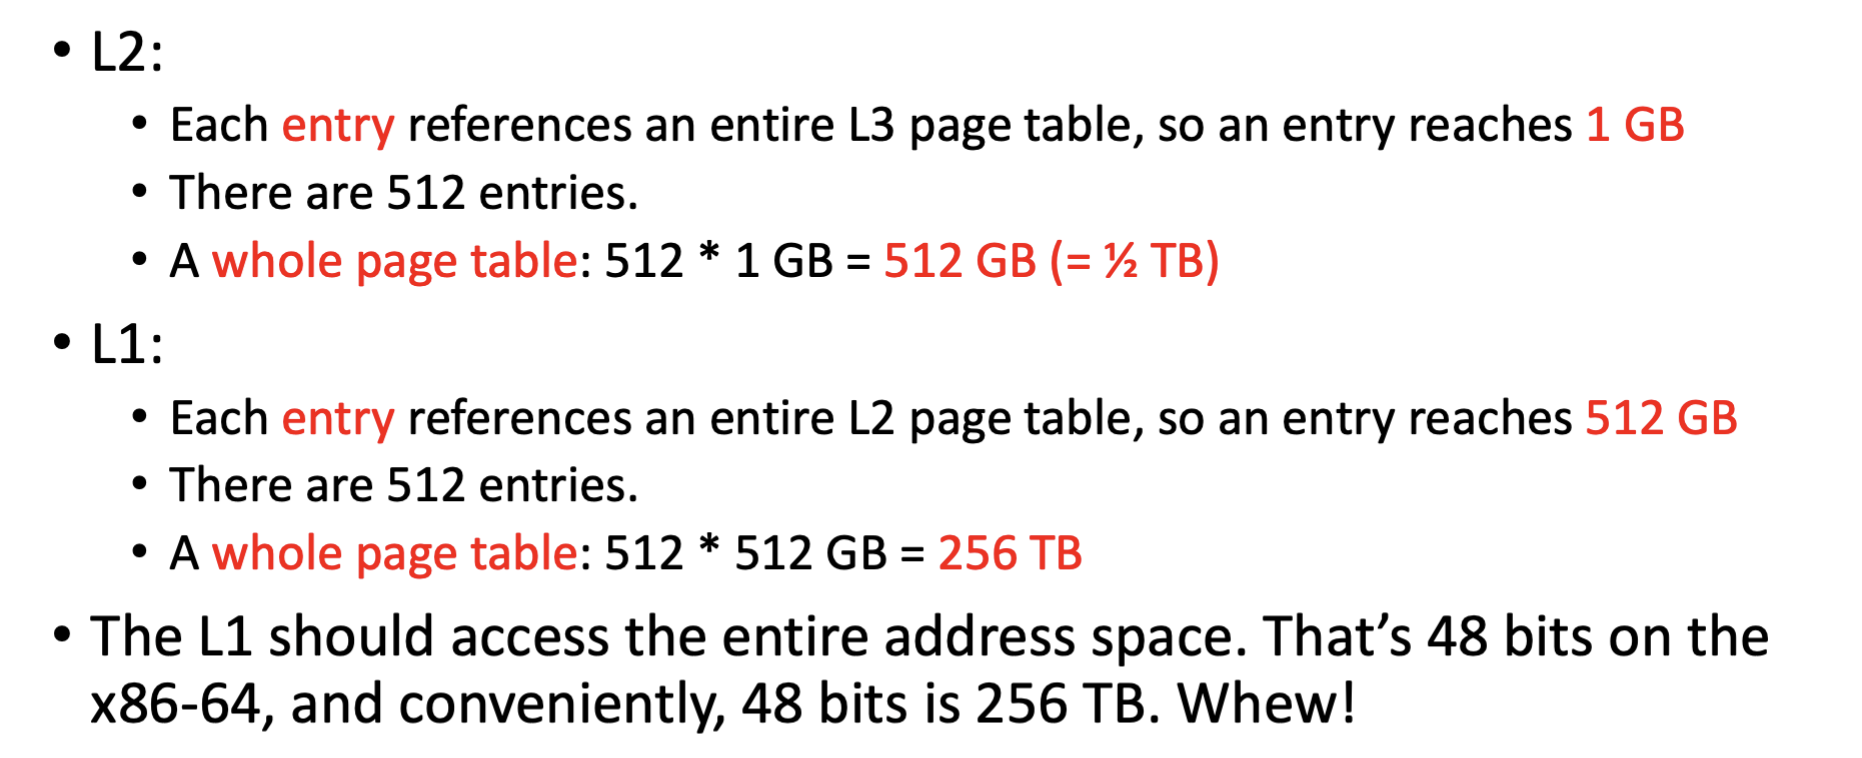 • L2:
• Each entry references an entire L3 page table, so an entry reaches 1 GB
• There are 512 entries.
• A whole page table: 512 * 1 GB = 512 GB (= ½ TB)
• L1:
• Each entry references an entire L2 page table, so an entry reaches 512 GB
• There are 512 entries.
• A whole page table: 512 * 512 GB = 256 TB
• The L1 should access the entire address space. That’s 48 bits on the
x86-64, and conveniently, 48 bits is 256 TB. Whew!